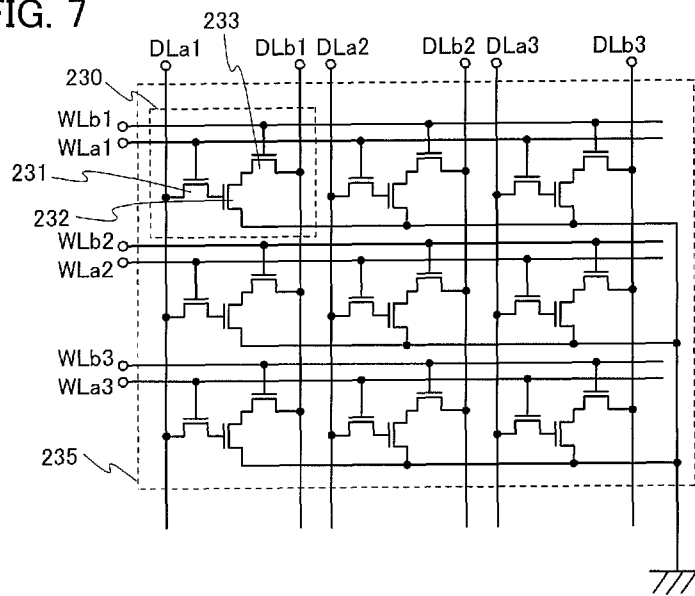 FIG. 7
233
DLa1 DLb1 DLa2 DLb2 DLa3 DLb3
230
WLb1
WLa1
231
232
WLb2
WLa2
WLb3
WLa3
235